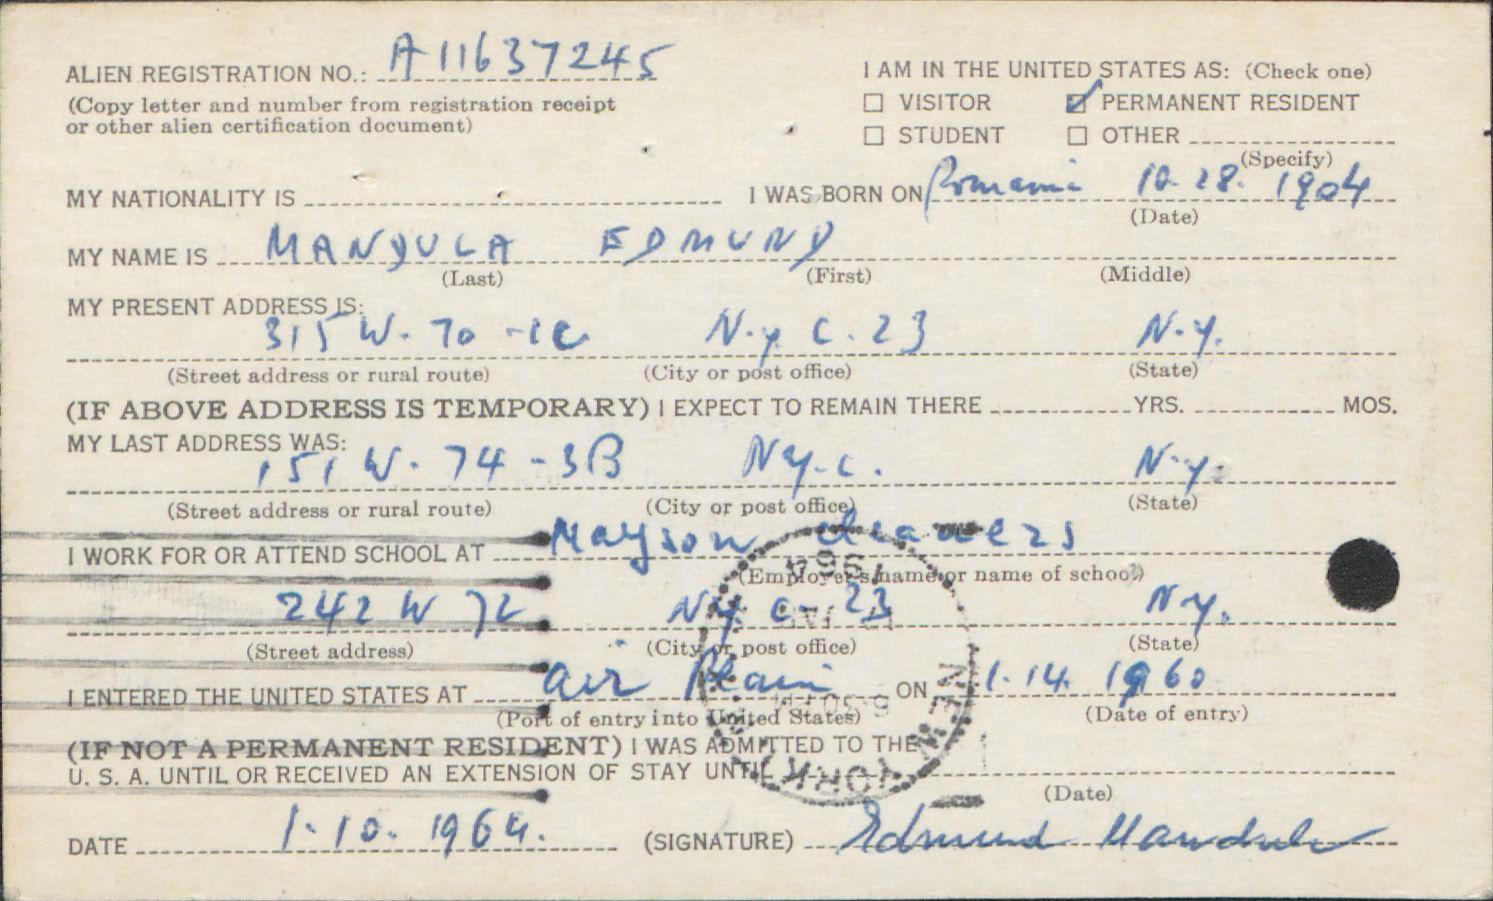 ALIEN REGISTRATION NO.: A11637245
(Copy letter and number from registration receipt
or other alien certification document)
I AM IN THE UNITED STATES AS: (Check one)
☐ VISITOR ☑ PERMANENT RESIDENT
☐ STUDENT ☐ OTHER
(Specify)
MY NATIONALITY IS I WAS BORN ON Romania 10.28.1904
(Date)
MY NAME IS MANDULA EDMUND
(Last) (First) (Middle)
MY PRESENT ADDRESS IS:
315 W. 70 - N.Y.C. 23 N.Y.
(Street address or rural route) (City or post office) (State)
(IF ABOVE ADDRESS IS TEMPORARY) I EXPECT TO REMAIN THERE YRS. MOS.
MY LAST ADDRESS WAS:
151 W. 74 - 3B N.Y.C. N.Y.
(Street address or rural route) (City or post office) (State)
I WORK FOR OR ATTEND SCHOOL AT Mayson
(Employer's name or name of school)
242 W 72 N.Y.C. 23 N.Y.
(Street address) (City or post office) (State)
I ENTERED THE UNITED STATES AT air Plain ON 1.14.1960
(Port of entry into United States) (Date of entry)
(IF NOT A PERMANENT RESIDENT) I WAS ADMITTED TO THE
U. S. A. UNTIL OR RECEIVED AN EXTENSION OF STAY UNTIL
(Date)
DATE 1.10.1964. (SIGNATURE) Edmund Mandula
NEW YORK